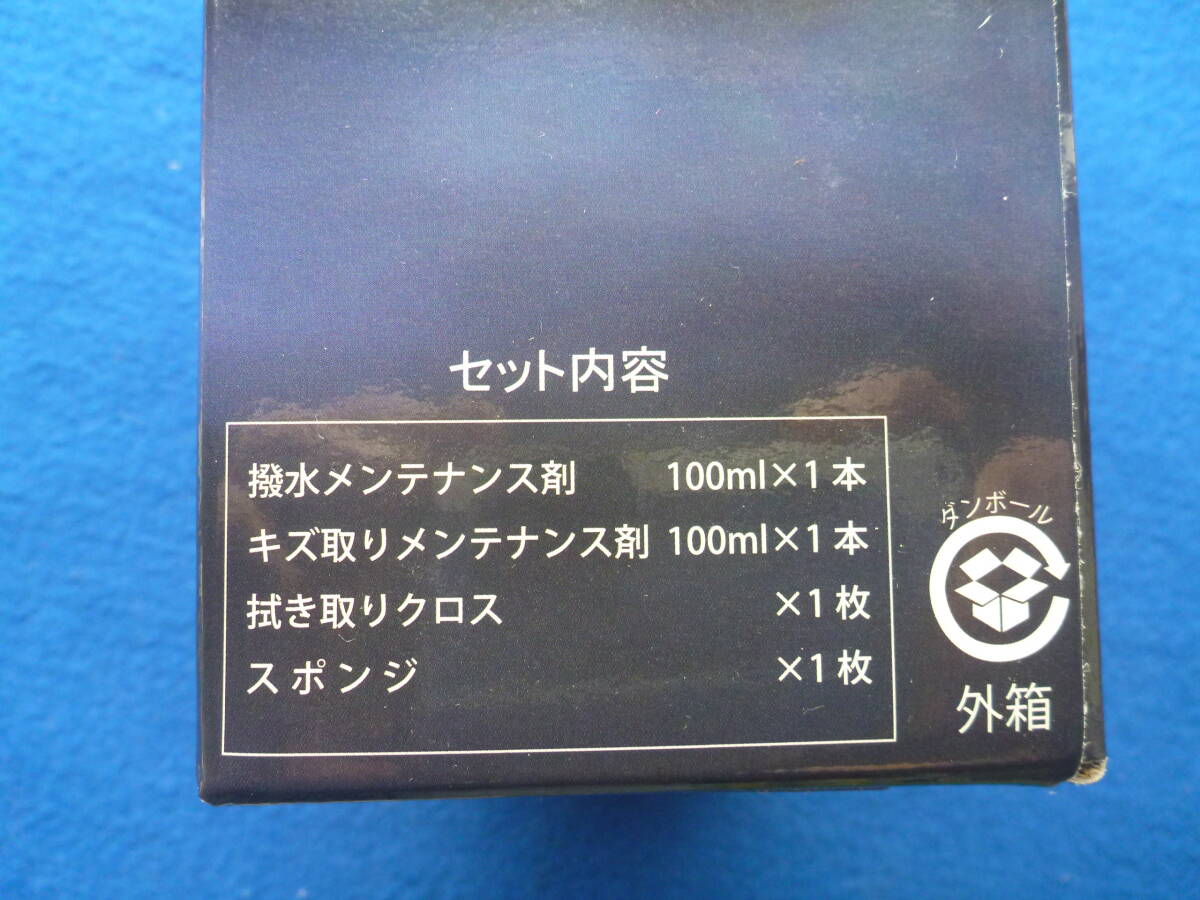 セット内容
撥水メンテナンス剤 100ml×1本
キズ取りメンテナンス剤 100ml×1本
拭き取りクロス ×1枚
スポンジ ×1枚
ダンボール
外箱